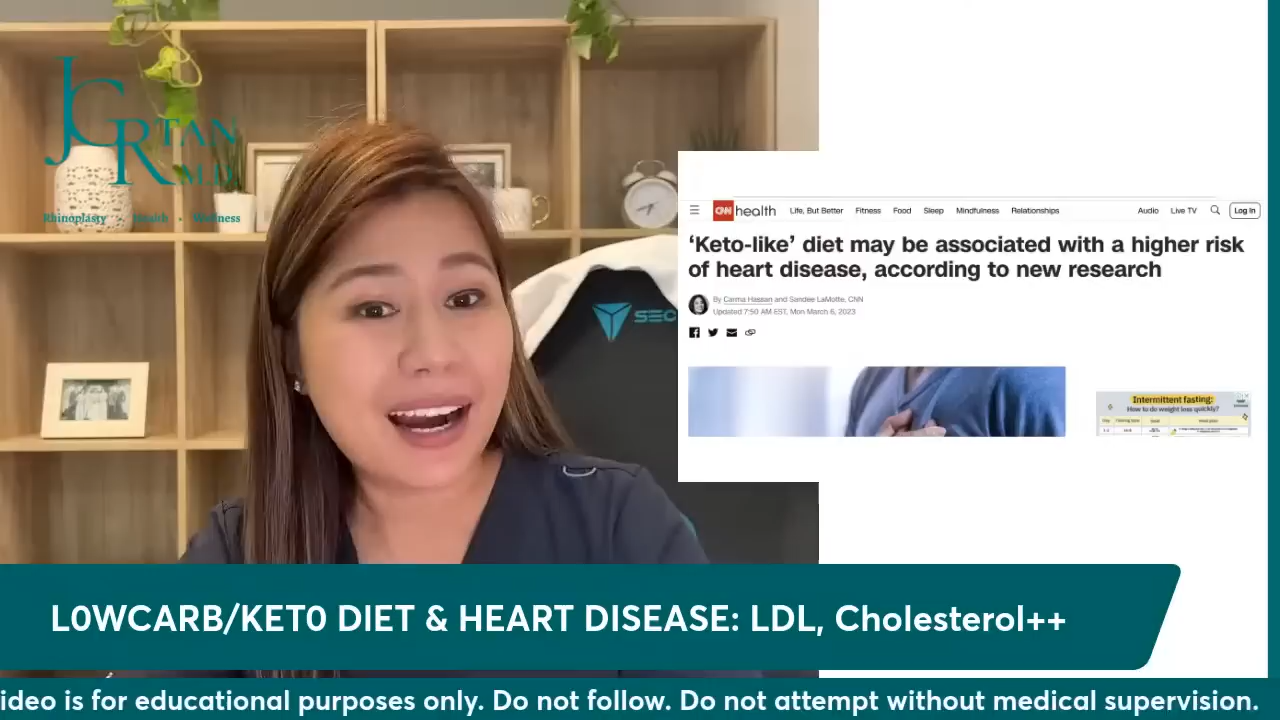 JCR TAN M.D.
Rhinoplasty · Health · Wellness
SEC
CNN health Life, But Better Fitness Food Sleep Mindfulness Relationships Audio Live TV Log In
‘Keto-like’ diet may be associated with a higher risk
of heart disease, according to new research
By Carma Hassan and Sandee LaMotte, CNN
Updated 7:50 AM EST, Mon March 6, 2023
Intermittent fasting:
How to do weight loss quickly?
L0WCARB/KET0 DIET & HEART DISEASE: LDL, Cholesterol++
ideo is for educational purposes only. Do not follow. Do not attempt without medical supervision.